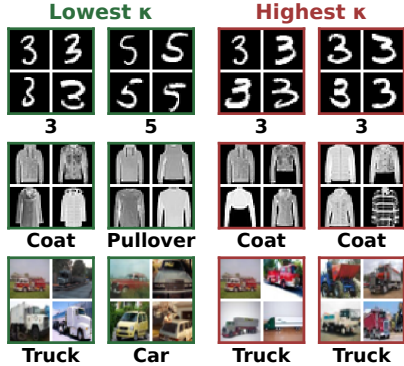 Lowest κ Highest κ
3 5 3 3
Coat Pullover Coat Coat
Truck Car Truck Truck